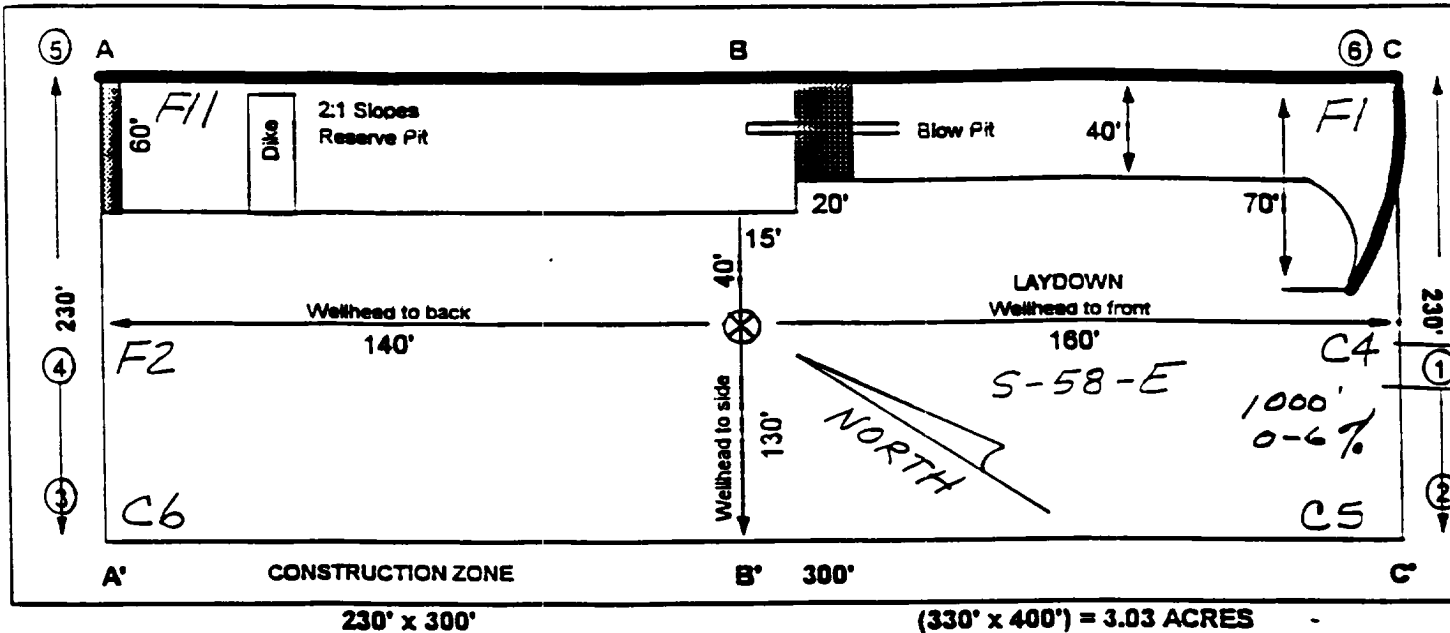 5 A B 6 C
F11 2:1 Slopes F1
60' Dike Reserve Pit Blow Pit 40'
20' 70'
15'
230' 40' LAYDOWN 230'
Wellhead to back Wellhead to front
140' 160'
4 F2 C4 1
S-58-E
1000'
Wellhead to side 130' NORTH 0-6%
3 C6 C5 2
A' CONSTRUCTION ZONE B' 300' C'
230' x 300' (330' x 400') = 3.03 ACRES